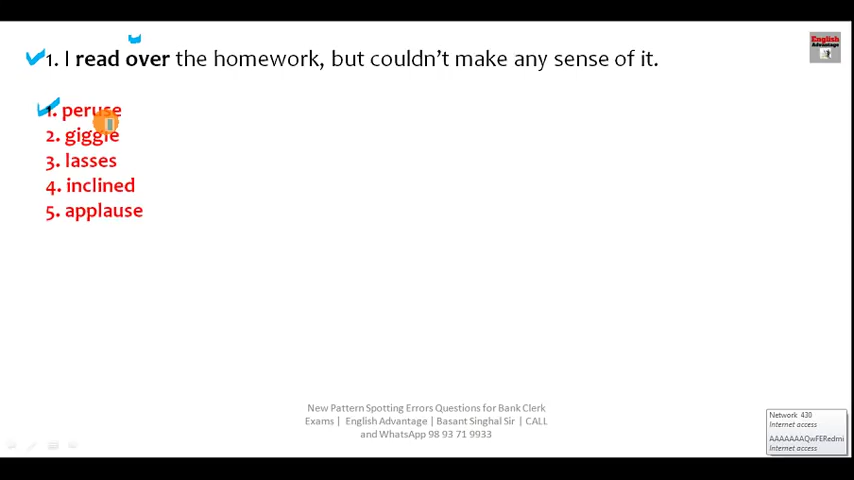 1. I read over the homework, but couldn't make any sense of it.
English
Advantage
1. peruse
2. giggle
3. lasses
4. inclined
5. applause
New Pattern Spotting Errors Questions for Bank Clerk
Exams | English Advantage | Basant Singhal Sir | CALL
and WhatsApp 98 93 71 9933
Network 430
Internet access
AAAAAAAQwFERedmi
Internet access